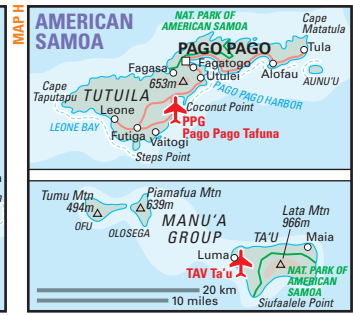 MAP H
AMERICAN
SAMOA
NAT. PARK OF
AMERICAN SAMOA
Cape
Matatula
PAGO PAGO
Tula
Fagasa
Fagatogo
Utulei
Alofau
AUNU'U
653m
Cape
Taputapu
TUTUILA
PAGO PAGO HARBOR
Leone
Coconut Point
LEONE BAY
PPG
Pago Pago Tafuna
Futiga
Vaitogi
Steps Point
Tumu Mtn
494m
Piamafua Mtn
639m
OFU
OLOSEGA
MANU'A
GROUP
Lata Mtn
966m
TA'U
Maia
Luma
TAV Ta'u
NAT. PARK OF
AMERICAN
SAMOA
20 km
10 miles
Siufaalele Point